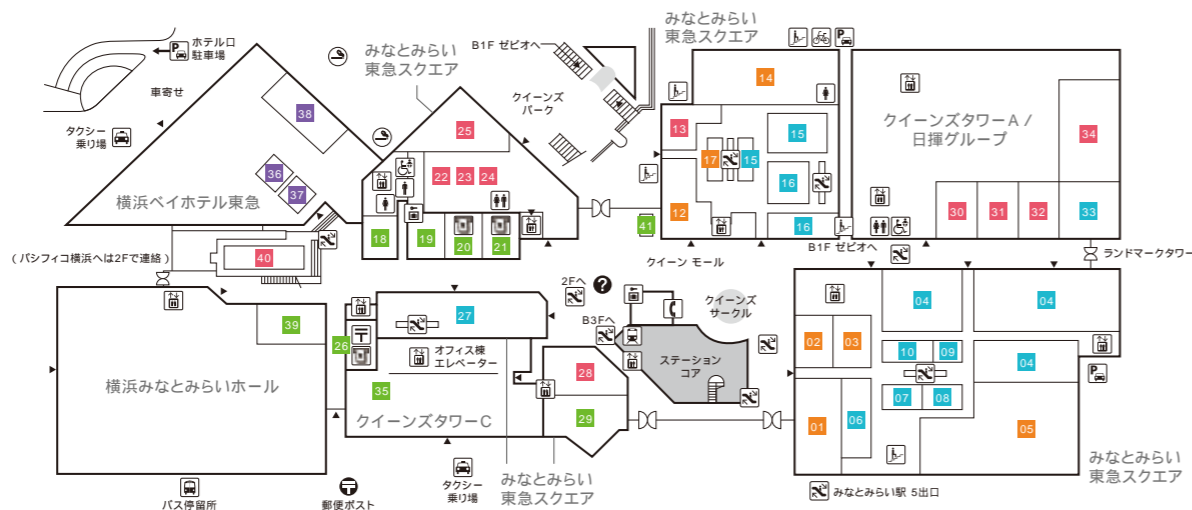 P
ホテル口
駐車場
車寄せ
タクシー
乗り場
みなとみらい
東急スクエア
B1F ゼビオへ
クイーンズ
パーク
みなとみらい
東急スクエア
P
38
36
37
横浜ベイホテル東急
25
22
23
24
18
19
20
21
13
14
15
17
15
16
12
16
41
クイーンズタワーA /
日揮グループ
34
30
31
32
33
B1F ゼビオへ
ランドマークタワー
クイーン モール
(パシフィコ横浜へは2Fで連絡)
40
39
横浜みなとみらいホール
26
〒
27
オフィス棟
エレベーター
35
クイーンズタワーC
28
29
2Fへ
?
B3Fへ
クイーンズ
サークル
ステーション
コア
04
04
02
03
10
09
04
07
08
01
06
05
P
みなとみらい
東急スクエア
みなとみらい駅 5出口
バス停留所
〒
郵便ポスト
タクシー
乗り場
みなとみらい
東急スクエア